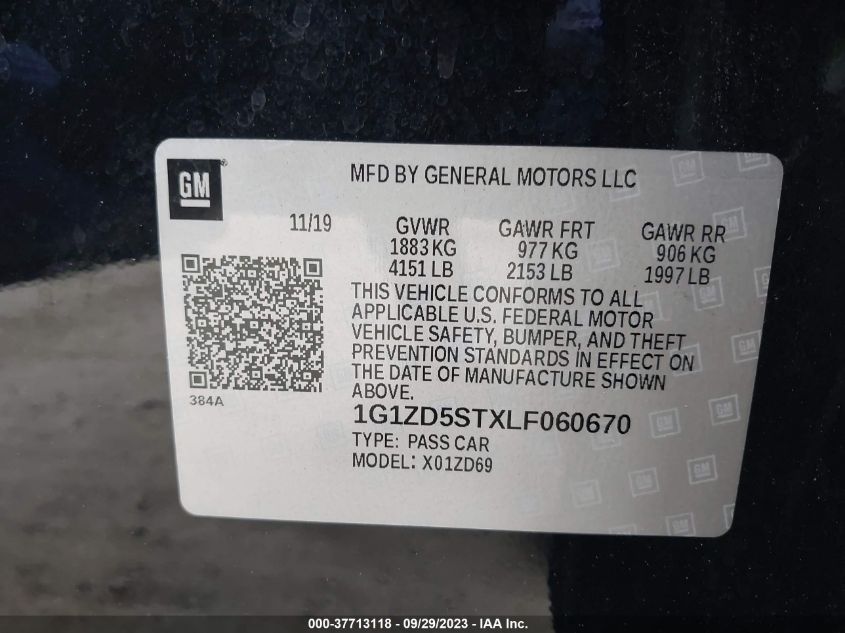 GM
MFD BY GENERAL MOTORS LLC
11/19 GVWR GAWR FRT GAWR RR
1883 KG 977 KG 906 KG
4151 LB 2153 LB 1997 LB
THIS VEHICLE CONFORMS TO ALL
APPLICABLE U.S. FEDERAL MOTOR
VEHICLE SAFETY, BUMPER, AND THEFT
PREVENTION STANDARDS IN EFFECT ON
THE DATE OF MANUFACTURE SHOWN
ABOVE.
384A
1G1ZD5STXLF060670
TYPE: PASS CAR
MODEL: X01ZD69
000-37713118 - 09/29/2023 - IAA Inc.